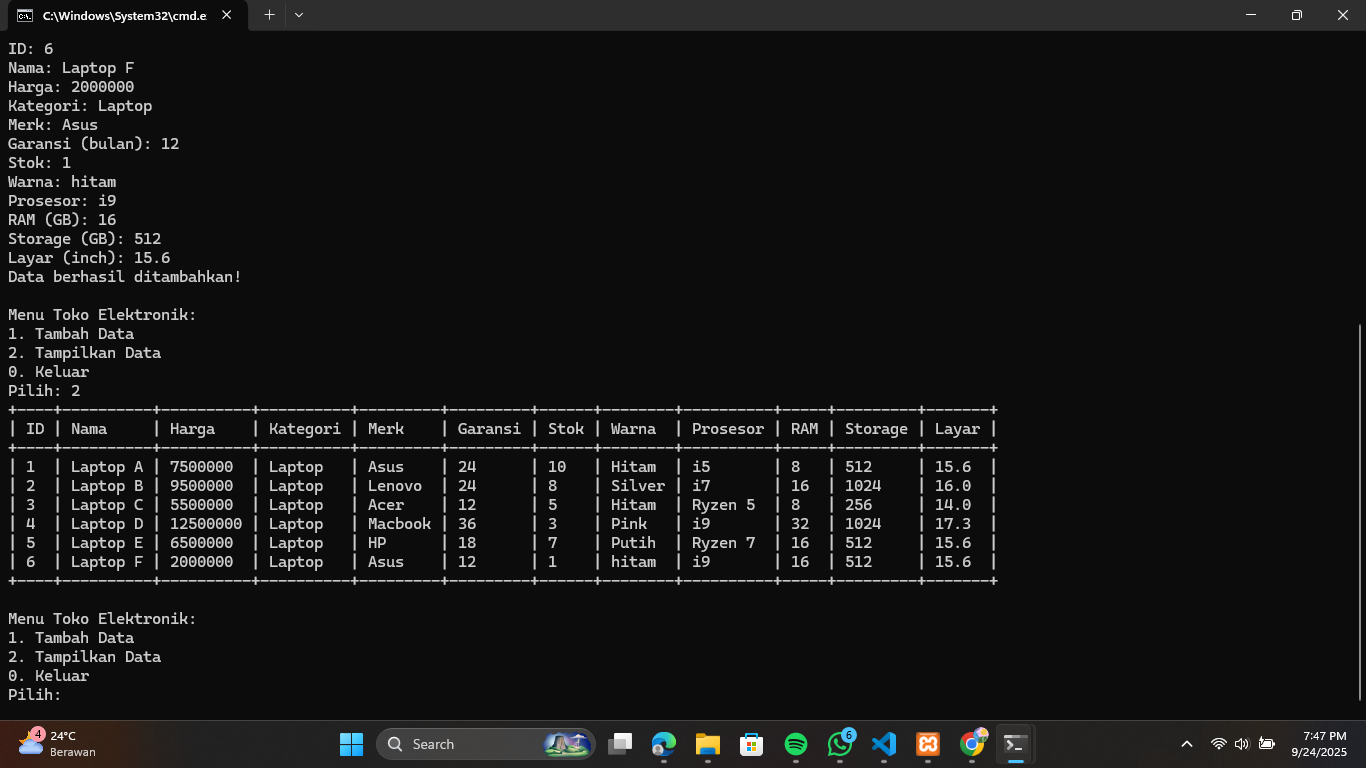 C:\Windows\System32\cmd.e
ID: 6
Nama: Laptop F
Harga: 2000000
Kategori: Laptop
Merk: Asus
Garansi (bulan): 12
Stok: 1
Warna: hitam
Prosesor: i9
RAM (GB): 16
Storage (GB): 512
Layar (inch): 15.6
Data berhasil ditambahkan!
Menu Toko Elektronik:
1. Tambah Data
2. Tampilkan Data
0. Keluar
Pilih: 2
+----+----------+----------+----------+---------+---------+------+--------+----------+-----+---------+-------+
| ID | Nama     | Harga    | Kategori | Merk    | Garansi | Stok | Warna  | Prosesor | RAM | Storage | Layar |
+----+----------+----------+----------+---------+---------+------+--------+----------+-----+---------+-------+
| 1  | Laptop A | 7500000  | Laptop   | Asus    | 24      | 10   | Hitam  | i5       | 8   | 512     | 15.6  |
| 2  | Laptop B | 9500000  | Laptop   | Lenovo  | 24      | 8    | Silver | i7       | 16  | 1024    | 16.0  |
| 3  | Laptop C | 5500000  | Laptop   | Acer    | 12      | 5    | Hitam  | Ryzen 5  | 8   | 256     | 14.0  |
| 4  | Laptop D | 12500000 | Laptop   | Macbook | 36      | 3    | Pink   | i9       | 32  | 1024    | 17.3  |
| 5  | Laptop E | 6500000  | Laptop   | HP      | 18      | 7    | Putih  | Ryzen 7  | 16  | 512     | 15.6  |
| 6  | Laptop F | 2000000  | Laptop   | Asus    | 12      | 1    | hitam  | i9       | 16  | 512     | 15.6  |
+----+----------+----------+----------+---------+---------+------+--------+----------+-----+---------+-------+
Menu Toko Elektronik:
1. Tambah Data
2. Tampilkan Data
0. Keluar
Pilih:
4
24°C
Berawan
Search
6
7:47 PM
9/24/2025